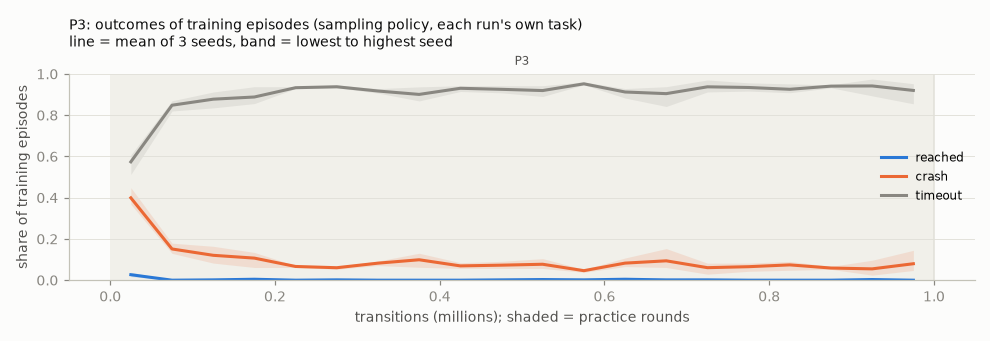 P3: outcomes of training episodes (sampling policy, each run's own task)
line = mean of 3 seeds, band = lowest to highest seed
P3
share of training episodes
1.0
0.8
0.6
0.4
0.2
0.0
reached
crash
timeout
0.0 0.2 0.4 0.6 0.8 1.0
transitions (millions); shaded = practice rounds